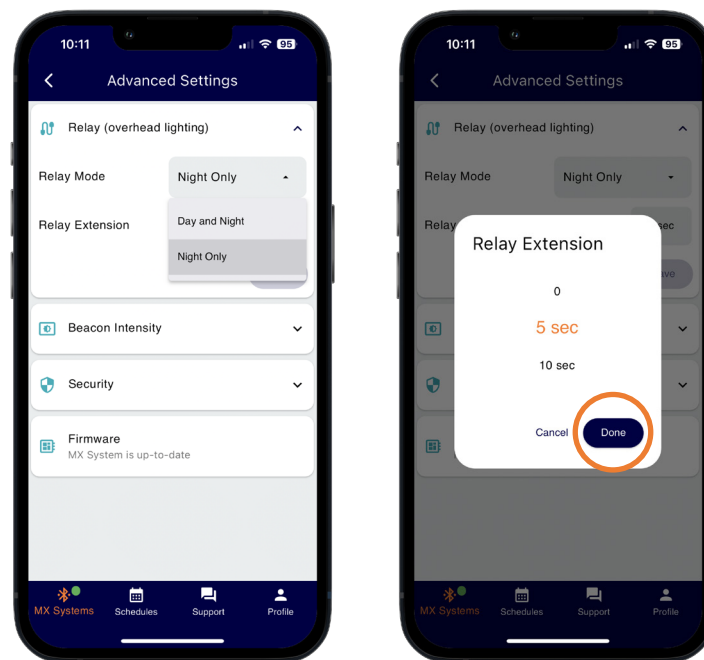 10:11
95
Advanced Settings
Relay (overhead lighting)
Relay Mode
Night Only
Relay Extension
Day and Night
Night Only
Beacon Intensity
Security
Firmware
MX System is up-to-date
MX Systems
Schedules
Support
Profile
10:11
95
Advanced Settings
Relay (overhead lighting)
Relay Mode
Night Only
Relay
sec
Relay Extension
0
5 sec
10 sec
Cancel
Done
MX Systems
Schedules
Support
Profile